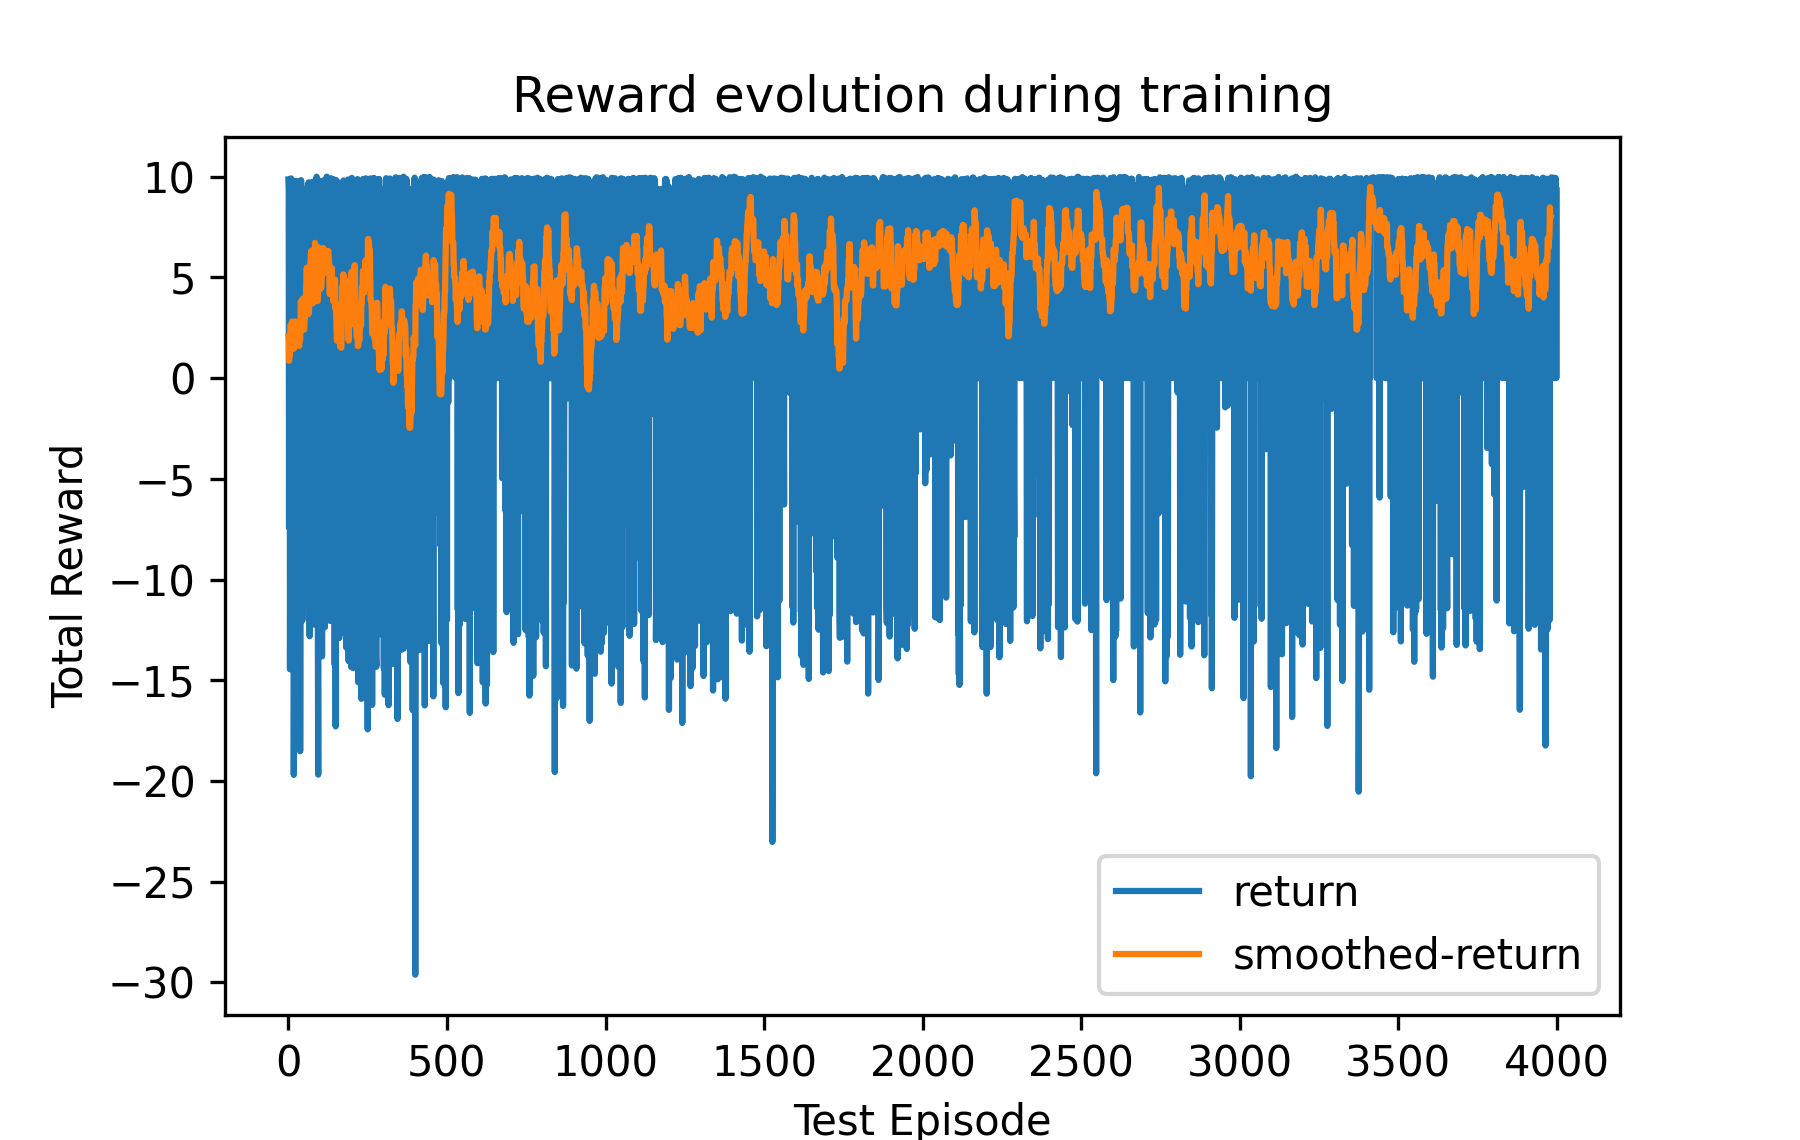 Reward evolution during training
10
5
0
−5
−10
−15
−20
−25
−30
Total Reward
return
smoothed-return
0 500 1000 1500 2000 2500 3000 3500 4000
Test Episode